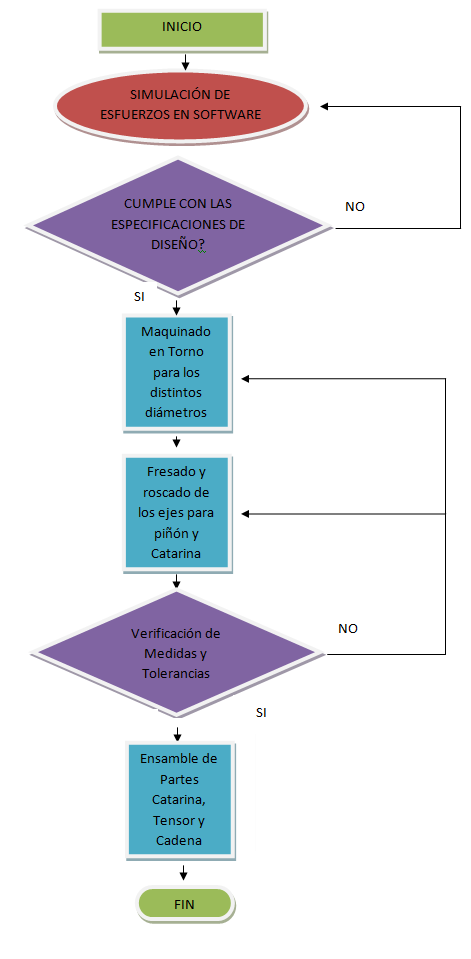 INICIO
SIMULACIÓN DE
ESFUERZOS EN SOFTWARE
CUMPLE CON LAS
ESPECIFICACIONES DE
DISEÑO?
NO
SI
Maquinado
en Torno
para los
distintos
diámetros
Fresado y
roscado de
los ejes para
piñón y
Catarina
Verificación de
Medidas y
Tolerancias
NO
SI
Ensamble de
Partes
Catarina,
Tensor y
Cadena
FIN